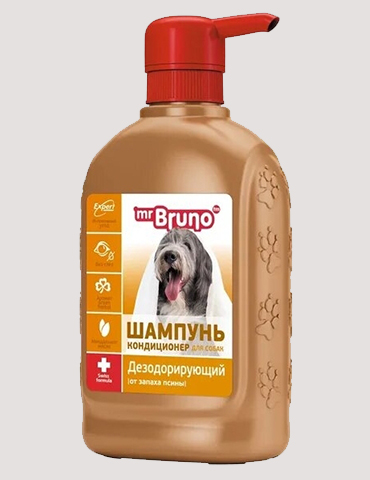 mr Bruno
Expert
ШАМПУНЬ
КОНДИЦИОНЕР ДЛЯ СОБАК
Swiss
formula
Дезодорирующий
(от запаха псины)